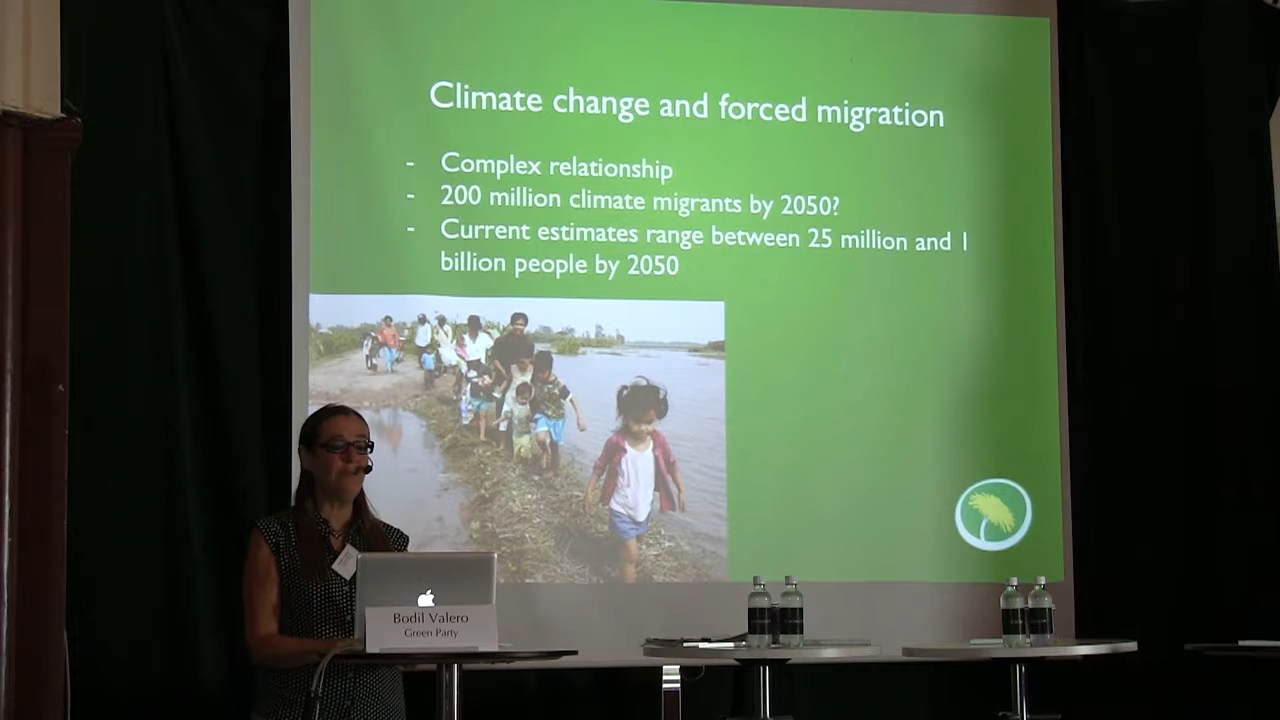 Climate change and forced migration
- Complex relationship
- 200 million climate migrants by 2050?
- Current estimates range between 25 million and 1
billion people by 2050
Bodil Valero
Green Party